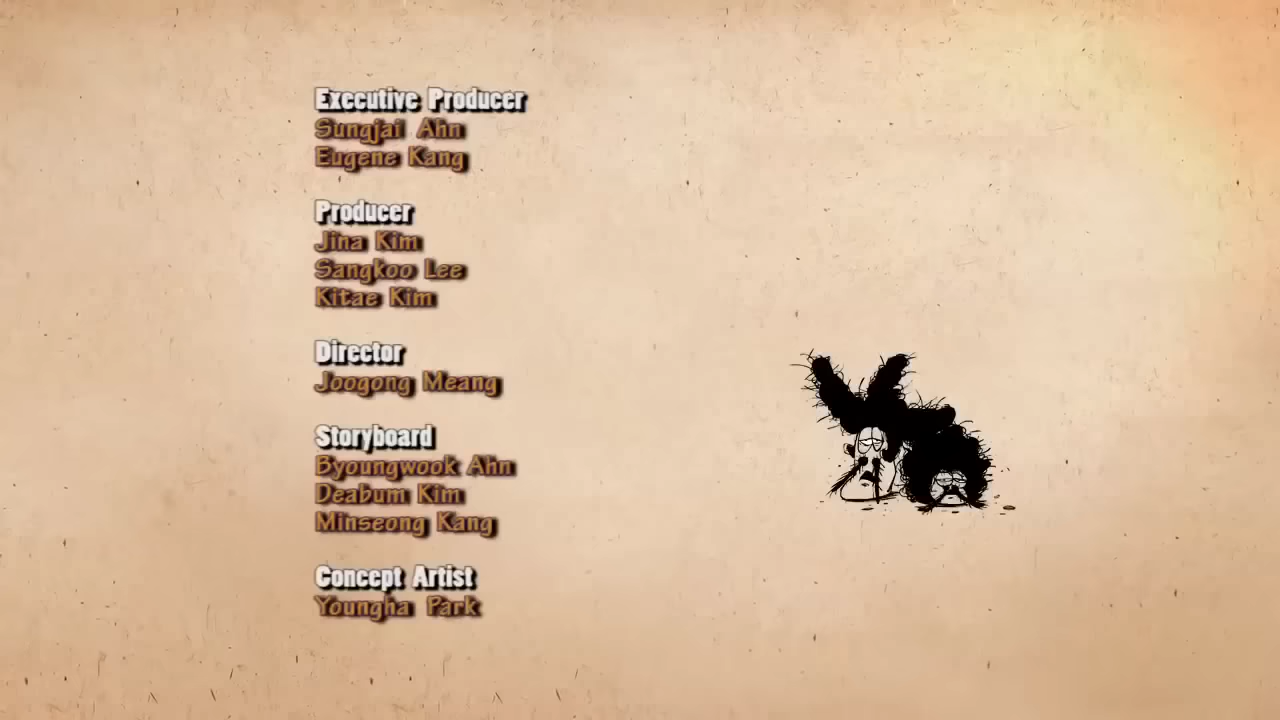 Executive Producer
Sungjai Ahn
Eugene Kang
Producer
Jina Kim
Sangkoo Lee
Kitae Kim
Director
Joogong Meang
Storyboard
Byoungwook Ahn
Deabum Kim
Minseong Kang
Concept Artist
Youngha Park